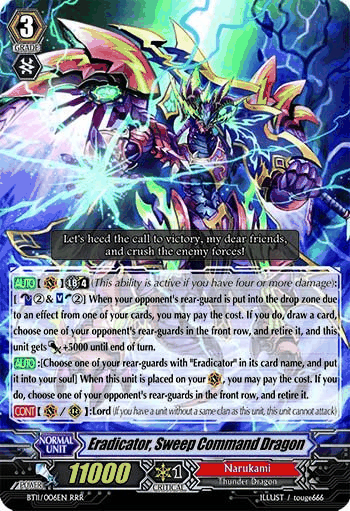 3
GRADE
Let's heed the call to victory, my dear friends,
and crush the enemy forces!
AUTO [ ] LB 4 (This ability is active if you have four or more damage):
[ ② & ②] When your opponent's rear-guard is put into the drop zone due
to an effect from one of your cards, you may pay the cost. If you do, draw a card,
choose one of your opponent's rear-guards in the front row, and retire it, and this
unit gets +5000 until end of turn.
AUTO :[Choose one of your rear-guards with "Eradicator" in its card name, and put
it into your soul] When this unit is placed on your , you may pay the cost. If you
do, choose one of your opponent's rear-guards in the front row, and retire it.
CONT [ / ]:Lord (If you have a unit without a same clan as this unit, this unit cannot attack)
NORMAL
UNIT
Eradicator, Sweep Command Dragon
POWER
11000
1
CRITICAL
Narukami
Thunder Dragon
BT11/006EN RRR
ILLUST / touge666